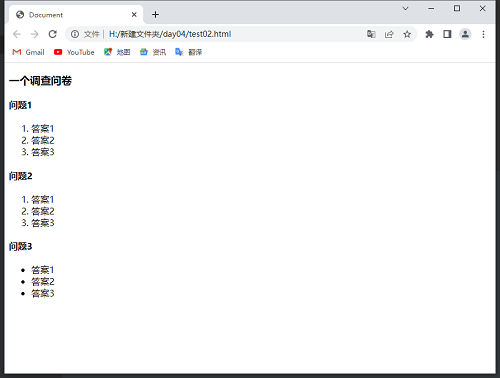 Document
文件 H:/新建文件夹/day04/test02.html
Gmail YouTube 地图 资讯 翻译
一个调查问卷
问题1
1. 答案1
2. 答案2
3. 答案3
问题2
1. 答案1
2. 答案2
3. 答案3
问题3
• 答案1
• 答案2
• 答案3